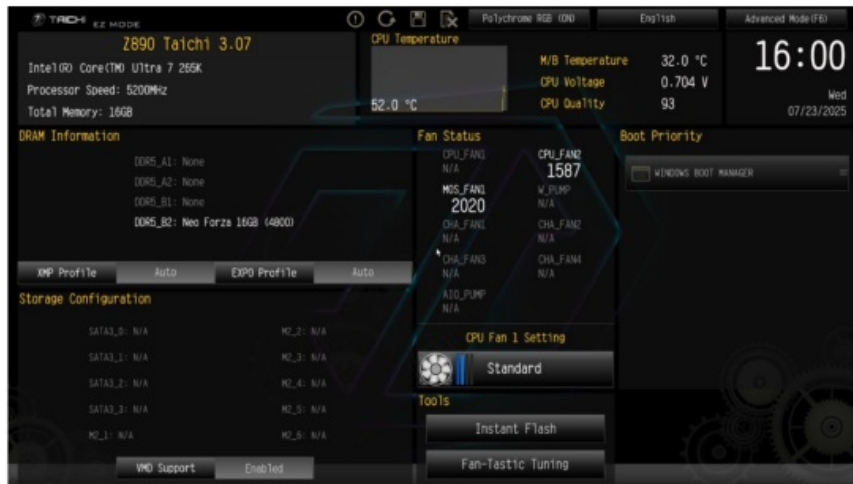 TAICHI EZ MODE
Polychrome RGB (ON)
English
Advanced Mode(F6)
Z890 Taichi 3.07
Intel(R) Core(TM) Ultra 7 265K
Processor Speed: 5200MHz
Total Memory: 16GB
CPU Temperature
52.0 °C
M/B Temperature 32.0 °C
CPU Voltage 0.704 V
CPU Quality 93
16:00
Wed
07/23/2025
DRAM Information
DDR5_A1: None
DDR5_A2: None
DDR5_B1: None
DDR5_B2: Neo Forza 16GB (4800)
XMP Profile Auto EXPO Profile Auto
Storage Configuration
SATA3_0: N/A M2_2: N/A
SATA3_1: N/A M2_3: N/A
SATA3_2: N/A M2_4: N/A
SATA3_3: N/A M2_5: N/A
M2_1: N/A M2_6: N/A
VMD Support Enabled
Fan Status
CPU_FAN1 CPU_FAN2
N/A 1587
MOS_FAN1 W_PUMP
2020 N/A
CHA_FAN1 CHA_FAN2
N/A N/A
CHA_FAN3 CHA_FAN4
N/A N/A
AIO_PUMP
N/A
CPU Fan 1 Setting
Standard
Tools
Instant Flash
Fan-Tastic Tuning
Boot Priority
WINDOWS BOOT MANAGER